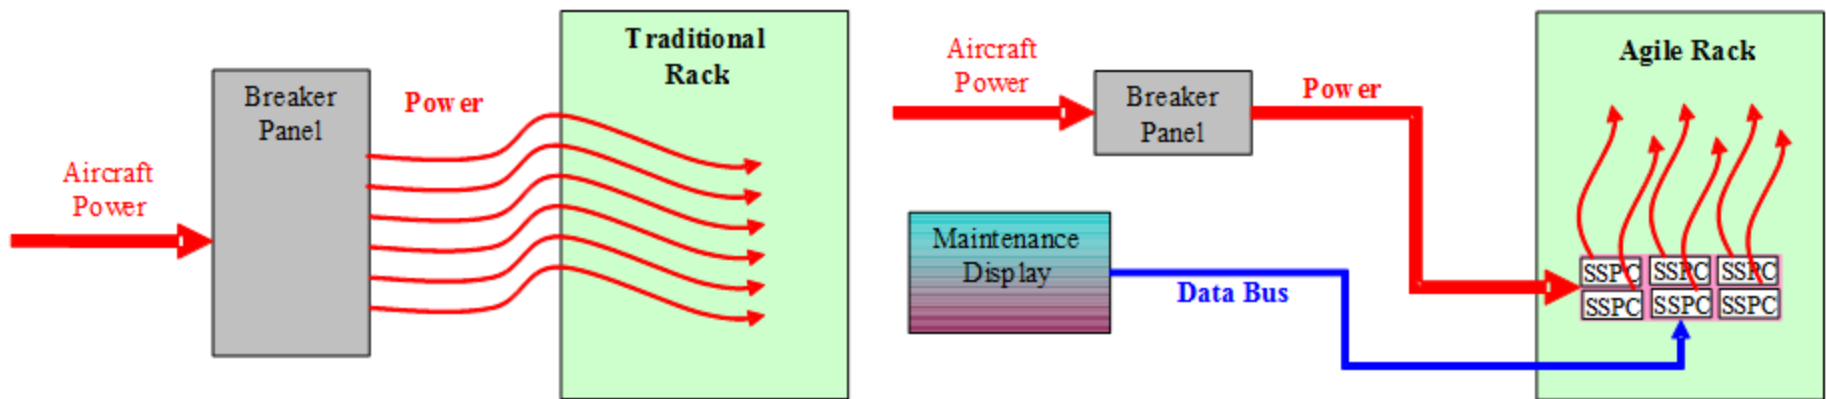 Traditional
Rack
Breaker
Panel
Power
Aircraft
Power
Aircraft
Power
Breaker
Panel
Power
Agile Rack
Maintenance
Display
Data Bus
SSPC SSPC SSPC
SSPC SSPC SSPC